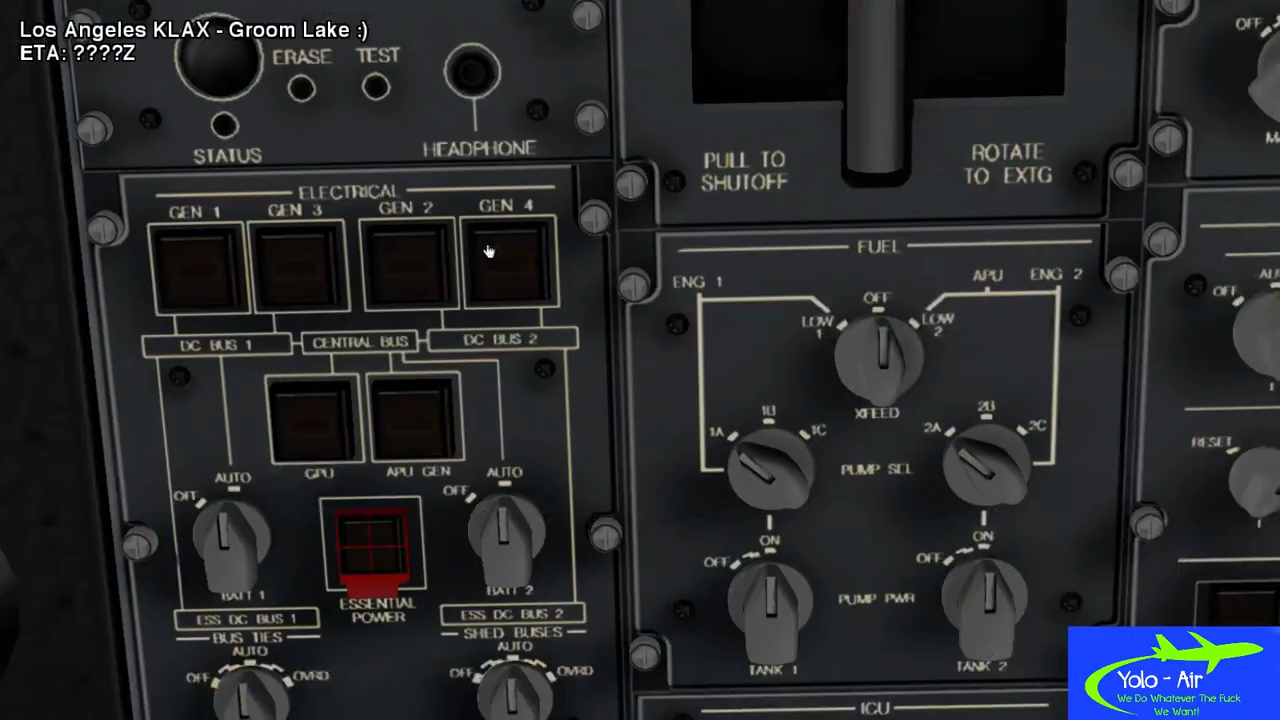 Los Angeles KLAX - Groom Lake :)
ETA: ????Z
ERASE TEST
STATUS
HEADPHONE
ELECTRICAL
GEN 1 GEN 3 GEN 2 GEN 4
DC BUS 1 CENTRAL BUS DC BUS 2
GPU APU GEN
OFF AUTO
OFF AUTO
BATT 1
BATT 2
ESSENTIAL
POWER
ESS DC BUS 1
ESS DC BUS 2
BUS TIES
SHED BUSES
OFF AUTO OVRD
OFF AUTO OVRD
PULL TO
SHUTOFF
ROTATE
TO EXTG
FUEL
ENG 1
APU ENG 2
LOW
1
OFF
LOW
2
XFEED
1A 1B 1C
2A 2B 2C
PUMP SEL
OFF ON
OFF ON
PUMP PWR
TANK 1
TANK 2
ICU
OFF
OFF
RESET
Yolo - Air
We Do Whatever The Fuck
We Want!